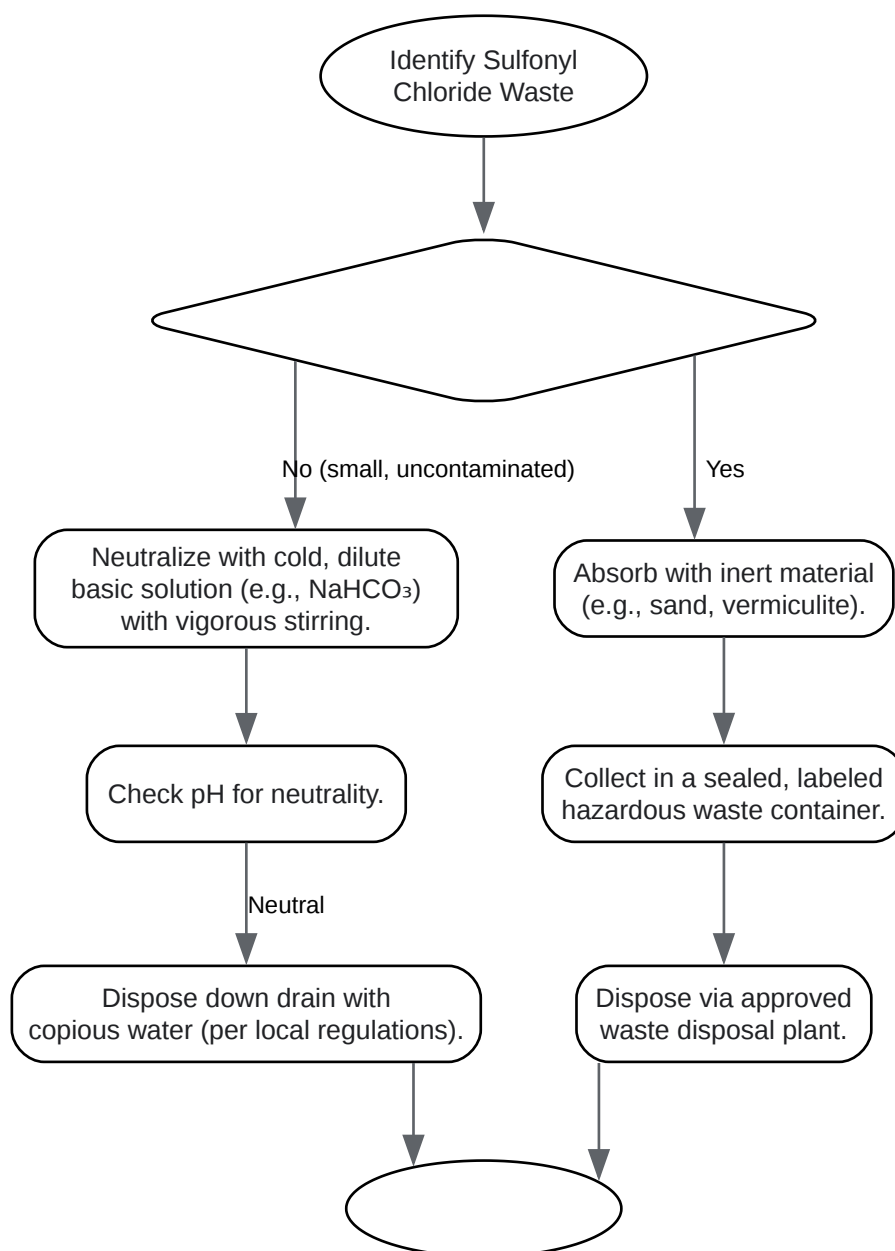 Identify Sulfonyl
Chloride Waste
No (small, uncontaminated)
Yes
Neutralize with cold, dilute
basic solution (e.g., NaHCO₃)
with vigorous stirring.
Absorb with inert material
(e.g., sand, vermiculite).
Check pH for neutrality.
Collect in a sealed, labeled
hazardous waste container.
Neutral
Dispose down drain with
copious water (per local regulations).
Dispose via approved
waste disposal plant.